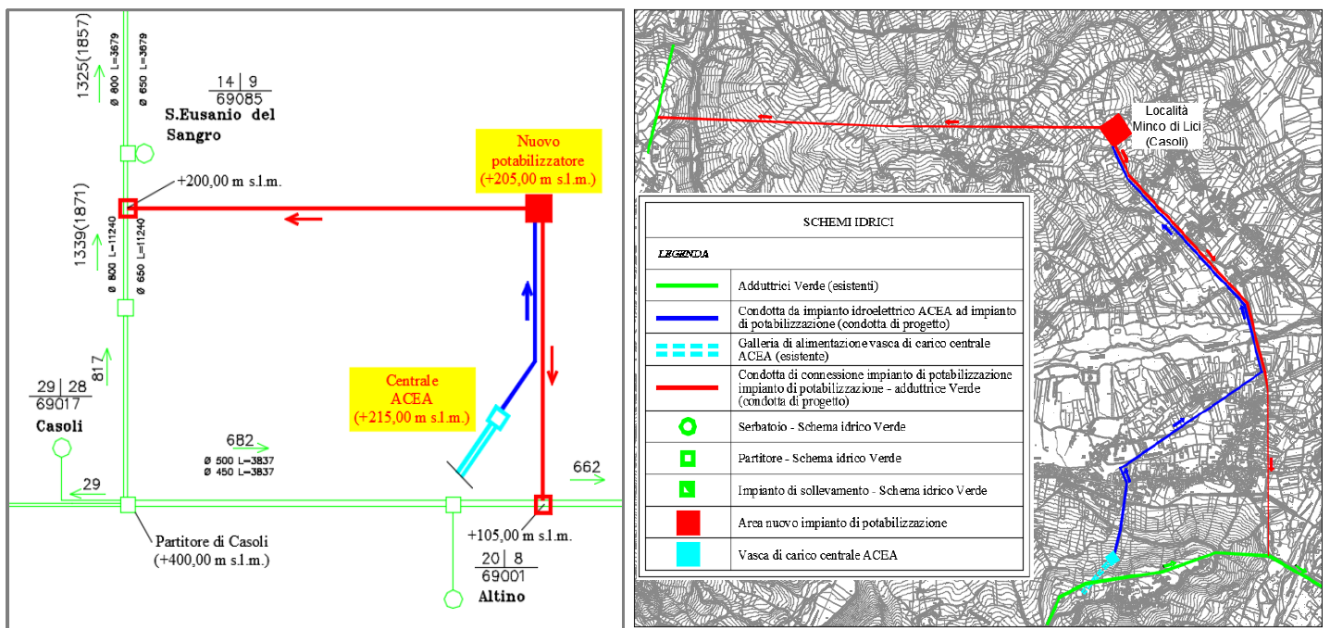 1325(1857)
Ø 800 L=3679
Ø 650 L=3679
14 | 9
69085
S.Eusanio del
Sangro
+200,00 m s.l.m.
Nuovo
potabilizzatore
(+205,00 m s.l.m.)
1339(1871)
Ø 800 L=11240
Ø 650 L=11240
817
29 | 28
69017
Casoli
Centrale
ACEA
(+215,00 m s.l.m.)
682
Ø 500 L=3837
Ø 450 L=3837
662
29
Partitore di Casoli
(+400,00 m s.l.m.)
+105,00 m s.l.m.
20 | 8
69001
Altino
Località
Minco di Lici
(Casoli)
SCHEMI IDRICI
LEGENDA
Adduttrici Verde (esistenti)
Condotta da impianto idroelettrico ACEA ad impianto
di potabilizzazione (condotta di progetto)
Galleria di alimentazione vasca di carico centrale
ACEA (esistente)
Condotta di connessione impianto di potabilizzazione
impianto di potabilizzazione - adduttrice Verde
(condotta di progetto)
Serbatoio - Schema idrico Verde
Partitore - Schema idrico Verde
Impianto di sollevamento - Schema idrico Verde
Area nuovo impianto di potabilizzazione
Vasca di carico centrale ACEA